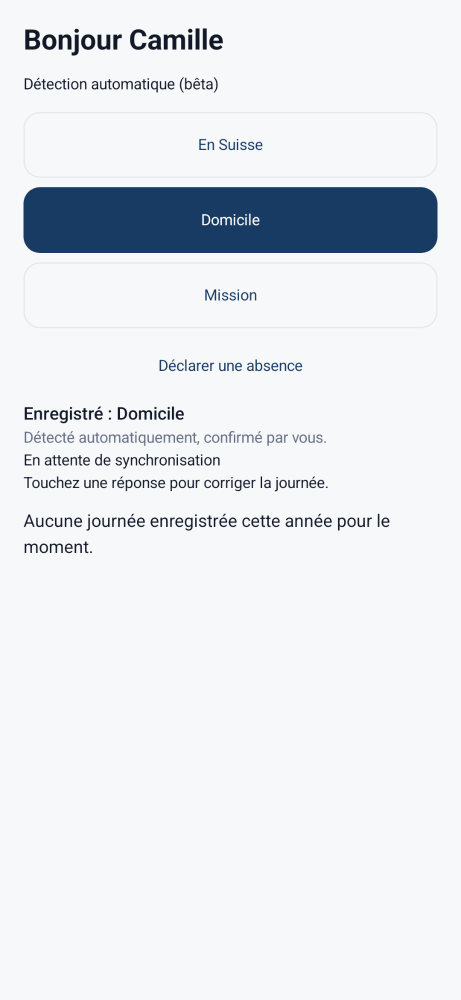 Bonjour Camille
Détection automatique (bêta)
En Suisse
Domicile
Mission
Déclarer une absence
Enregistré : Domicile
Détecté automatiquement, confirmé par vous.
En attente de synchronisation
Touchez une réponse pour corriger la journée.
Aucune journée enregistrée cette année pour le
moment.